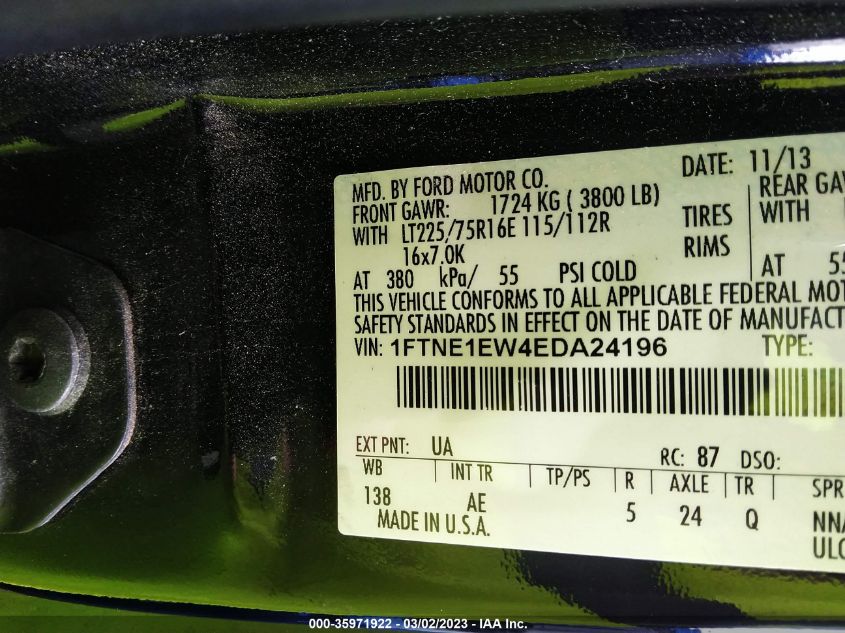 DATE: 11/13
MFD. BY FORD MOTOR CO.
FRONT GAWR: 1724 KG ( 3800 LB)
REAR
WITH LT225/75R16E 115/112R TIRES WITH
16x7.0K RIMS
AT 380 kPa/ 55 PSI COLD AT
THIS VEHICLE CONFORMS TO ALL APPLICABLE FEDERAL
SAFETY STANDARDS IN EFFECT ON THE DATE OF
VIN: 1FTNE1EW4EDA24196 TYPE:
EXT PNT: UA RC: 87 DSO:
WB INT TR TP/PS R AXLE TR
138 AE 5 24 Q
MADE IN U.S.A.
000-35971922 - 03/02/2023 - IAA Inc.